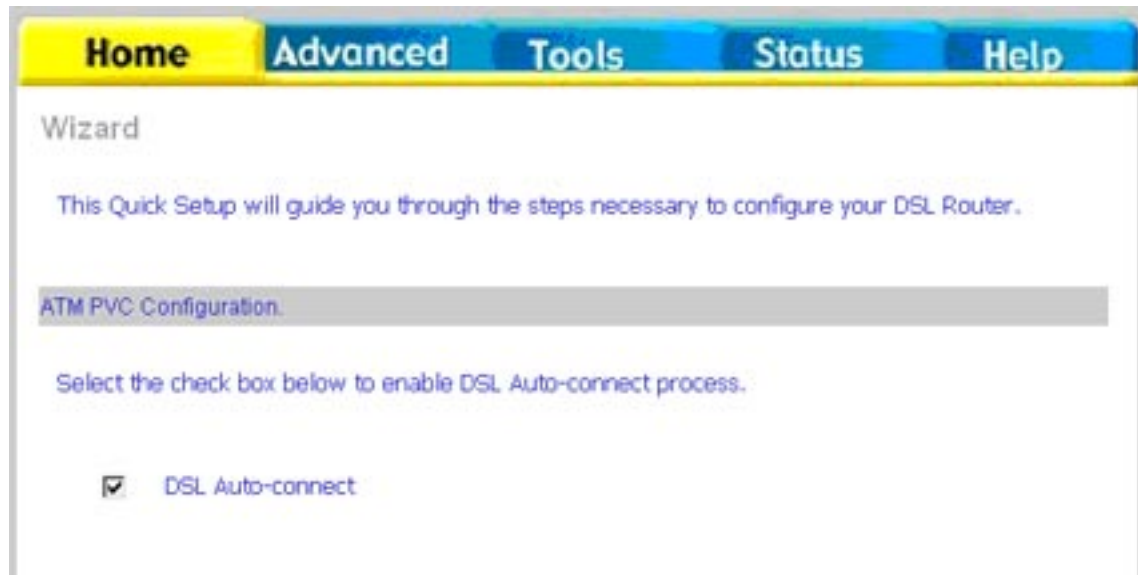 Home Advanced Tools Status Help
Wizard
This Quick Setup will guide you through the steps necessary to configure your DSL Router.
ATM PVC Configuration.
Select the check box below to enable DSL Auto-connect process.
DSL Auto-connect